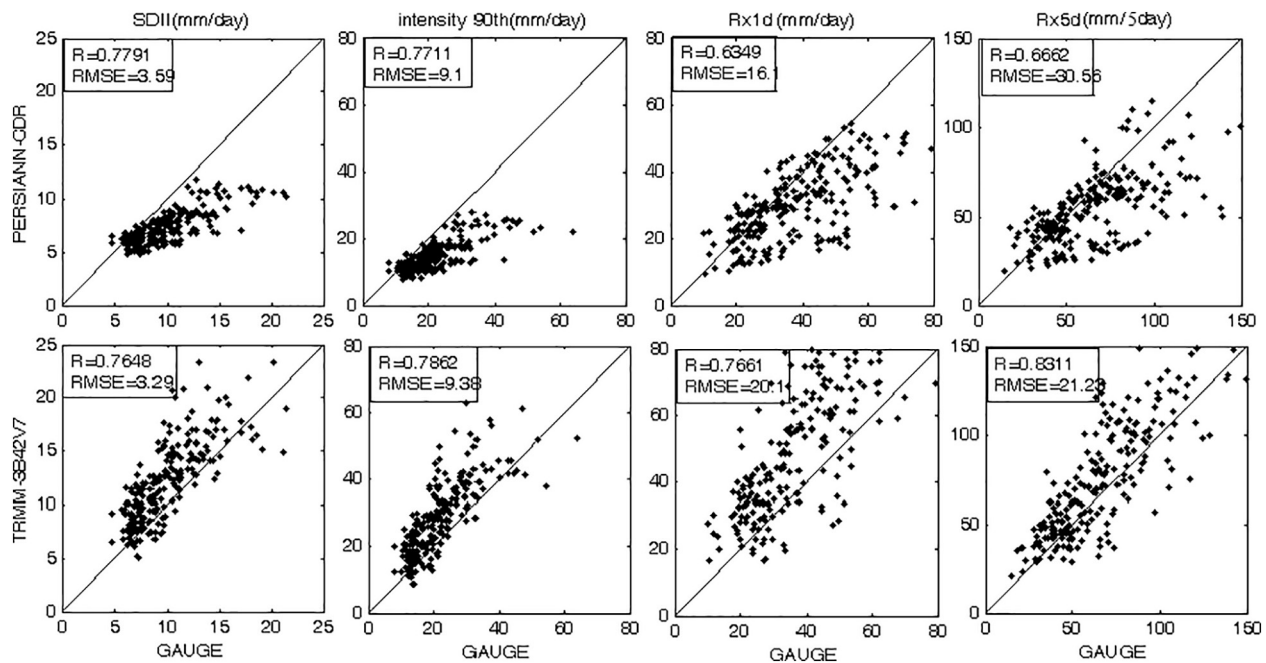 SDII(mm/day)
intensity 90th(mm/day)
Rx1d(mm/day)
Rx5d(mm/5day)
PERSIANN-CDR
25
20
15
10
5
0
R=0.7791
RMSE=3.59
0 5 10 15 20 25
80
60
40
20
0
R=0.7711
RMSE=9.1
0 20 40 60 80
80
60
40
20
0
R=0.6349
RMSE=16.1
0 20 40 60 80
150
100
50
0
R=0.6662
RMSE=30.56
0 50 100 150
TRMM-3B42V7
25
20
15
10
5
0
R=0.7648
RMSE=3.29
0 5 10 15 20 25
GAUGE
80
60
40
20
0
R=0.7862
RMSE=9.38
0 20 40 60 80
GAUGE
80
60
40
20
0
R=0.7661
RMSE=20.1
0 20 40 60 80
GAUGE
150
100
50
0
R=0.8311
RMSE=21.23
0 50 100 150
GAUGE